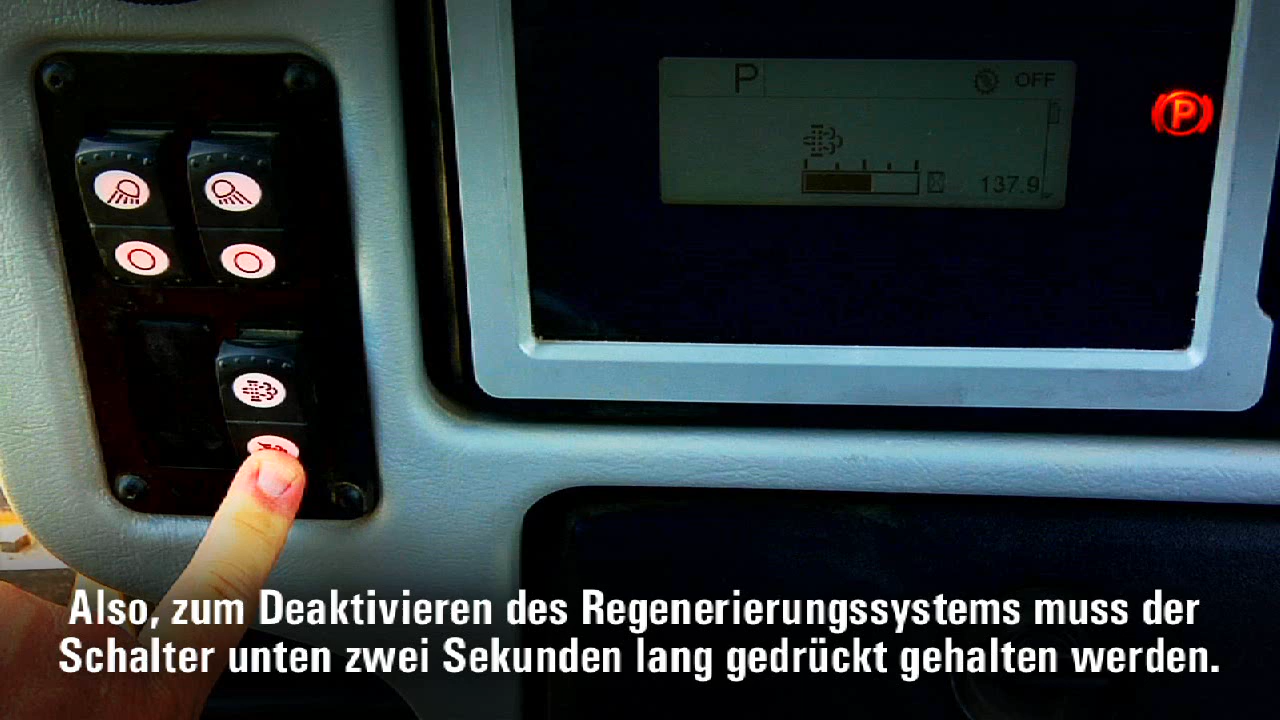 P
OFF
P
137.9
Also, zum Deaktivieren des Regenerierungssystems muss der
Schalter unten zwei Sekunden lang gedrückt gehalten werden.